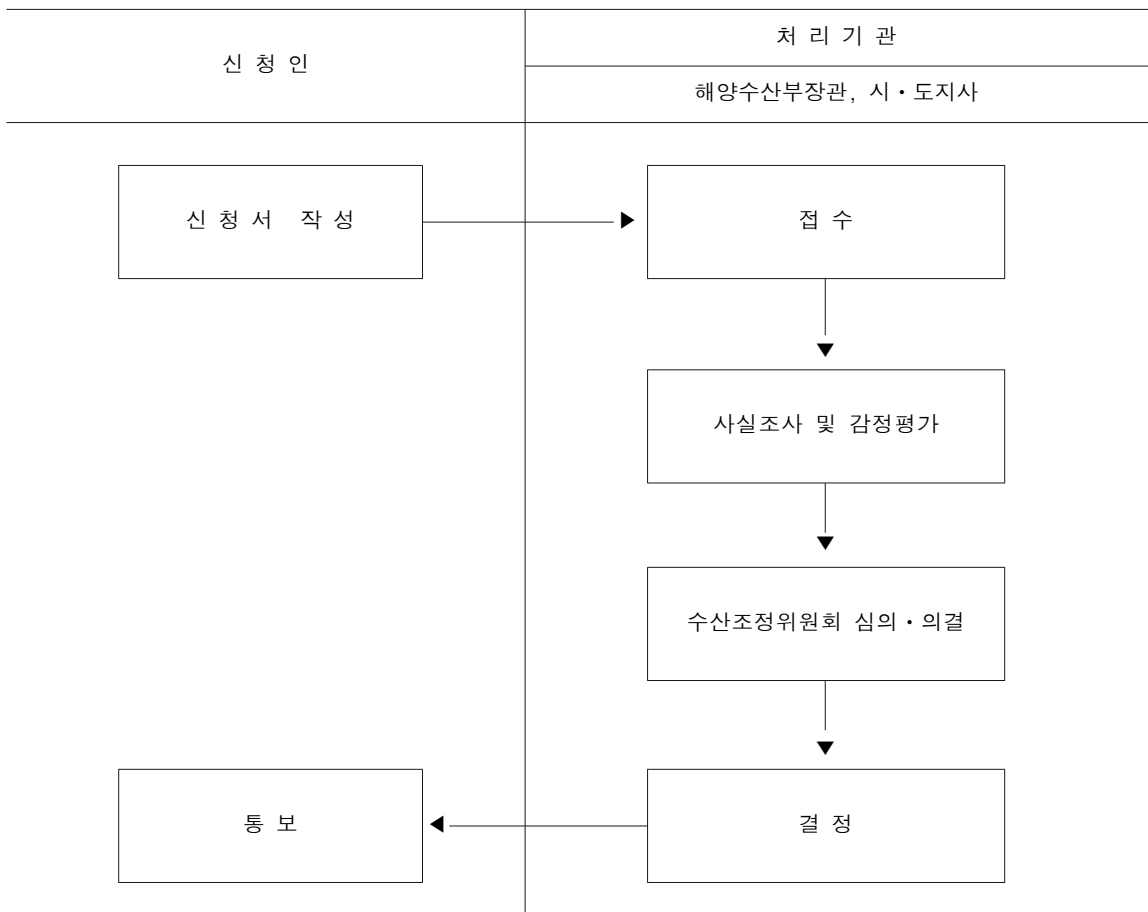 신 청 인
처 리 기 관
해양수산부장관, 시・도지사
신 청 서 작 성
접 수
사실조사 및 감정평가
수산조정위원회 심의・의결
통 보
결 정